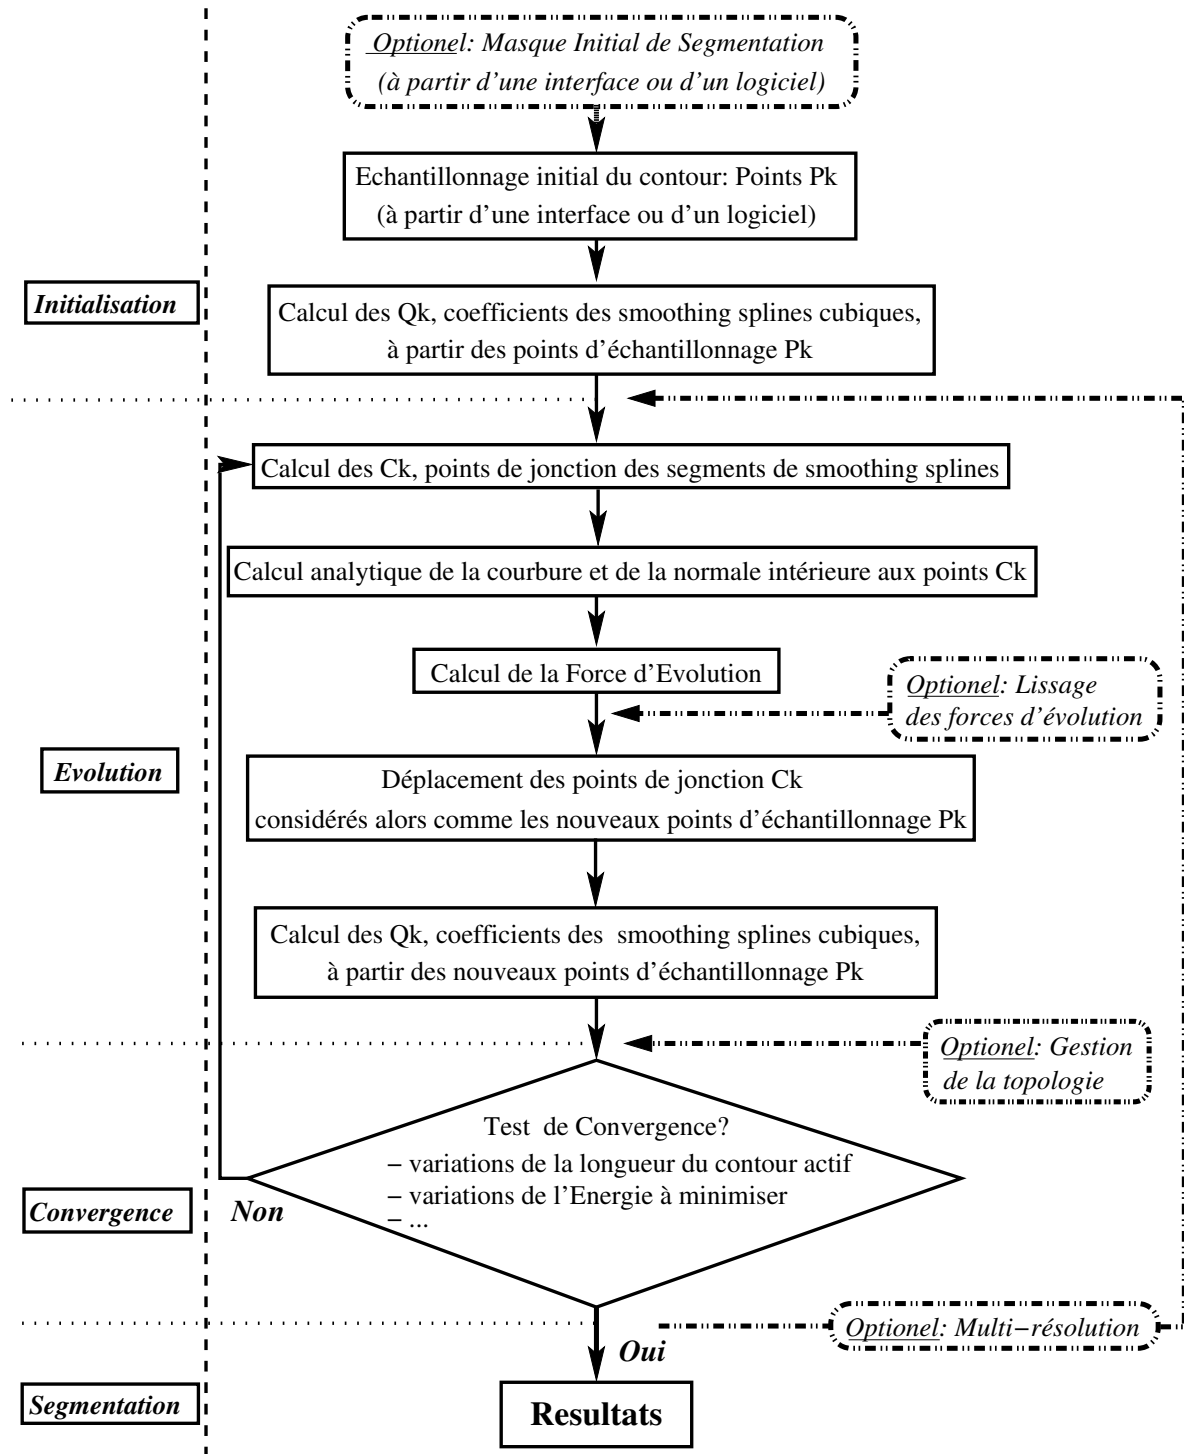 Optionel: Masque Initial de Segmentation
(à partir d'une interface ou d'un logiciel)
Echantillonnage initial du contour: Points Pk
(à partir d'une interface ou d'un logiciel)
Initialisation
Calcul des Qk, coefficients des smoothing splines cubiques,
à partir des points d'échantillonnage Pk
Calcul des Ck, points de jonction des segments de smoothing splines
Calcul analytique de la courbure et de la normale intérieure aux points Ck
Calcul de la Force d'Evolution
Optionel: Lissage
des forces d'évolution
Evolution
Déplacement des points de jonction Ck
considérés alors comme les nouveaux points d'échantillonnage Pk
Calcul des Qk, coefficients des smoothing splines cubiques,
à partir des nouveaux points d'échantillonnage Pk
Optionel: Gestion
de la topologie
Test de Convergence?
− variations de la longueur du contour actif
− variations de l'Energie à minimiser
− ...
Convergence
Non
Optionel: Multi−résolution
Oui
Segmentation
Resultats